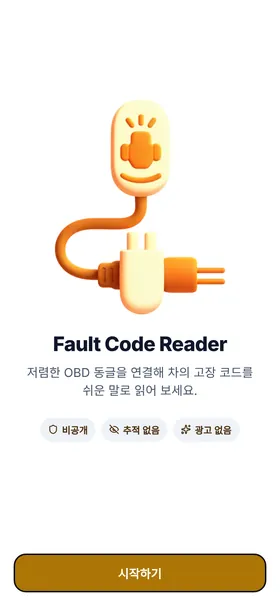 Fault Code Reader
저렴한 OBD 동글을 연결해 차의 고장 코드를
쉬운 말로 읽어 보세요.
비공개 추적 없음 광고 없음
시작하기